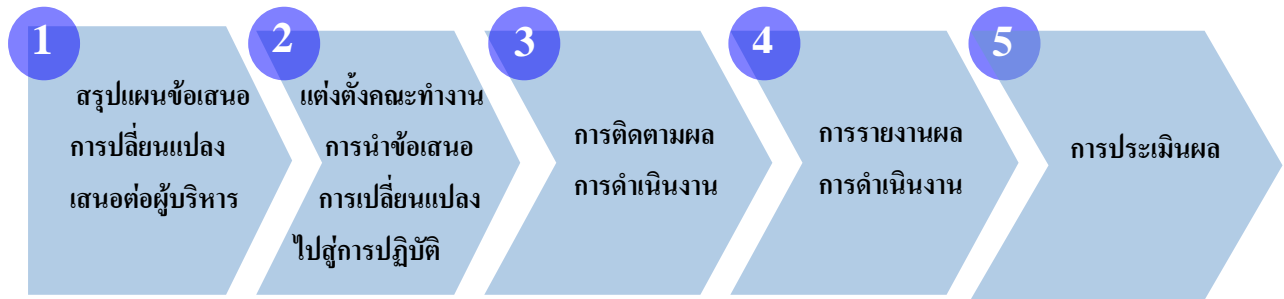 1
สรุปแผนข้อเสนอ
การปลี่ยนแปลง
เสนอต่อผู้บริหาร
2
แต่งตั้งคณะทำงาน
การนำข้อเสนอ
การเปลี่ยนแปลง
ไปสู่การปฏิบัติ
3
การติดตามผล
การดำเนินงาน
4
การรายงานผล
การดำเนินงาน
5
การประเมินผล